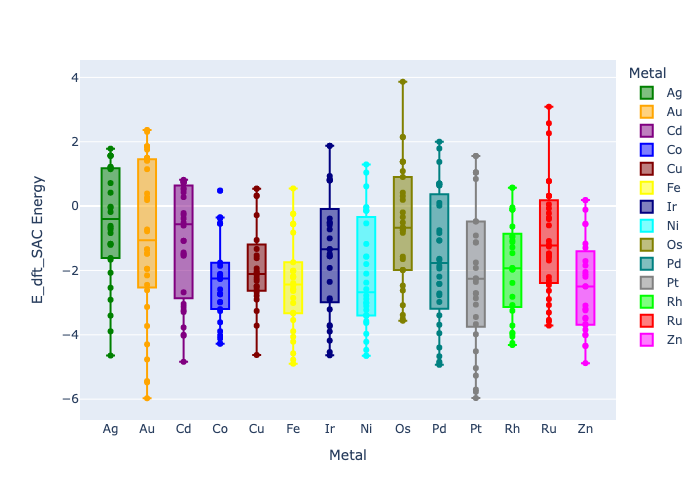 Metal
Ag
Au
Cd
Co
Cu
Fe
Ir
Ni
Os
Pd
Pt
Rh
Ru
Zn
E_dft_SAC Energy
4
2
0
−2
−4
−6
Ag Au Cd Co Cu Fe Ir Ni Os Pd Pt Rh Ru Zn
Metal